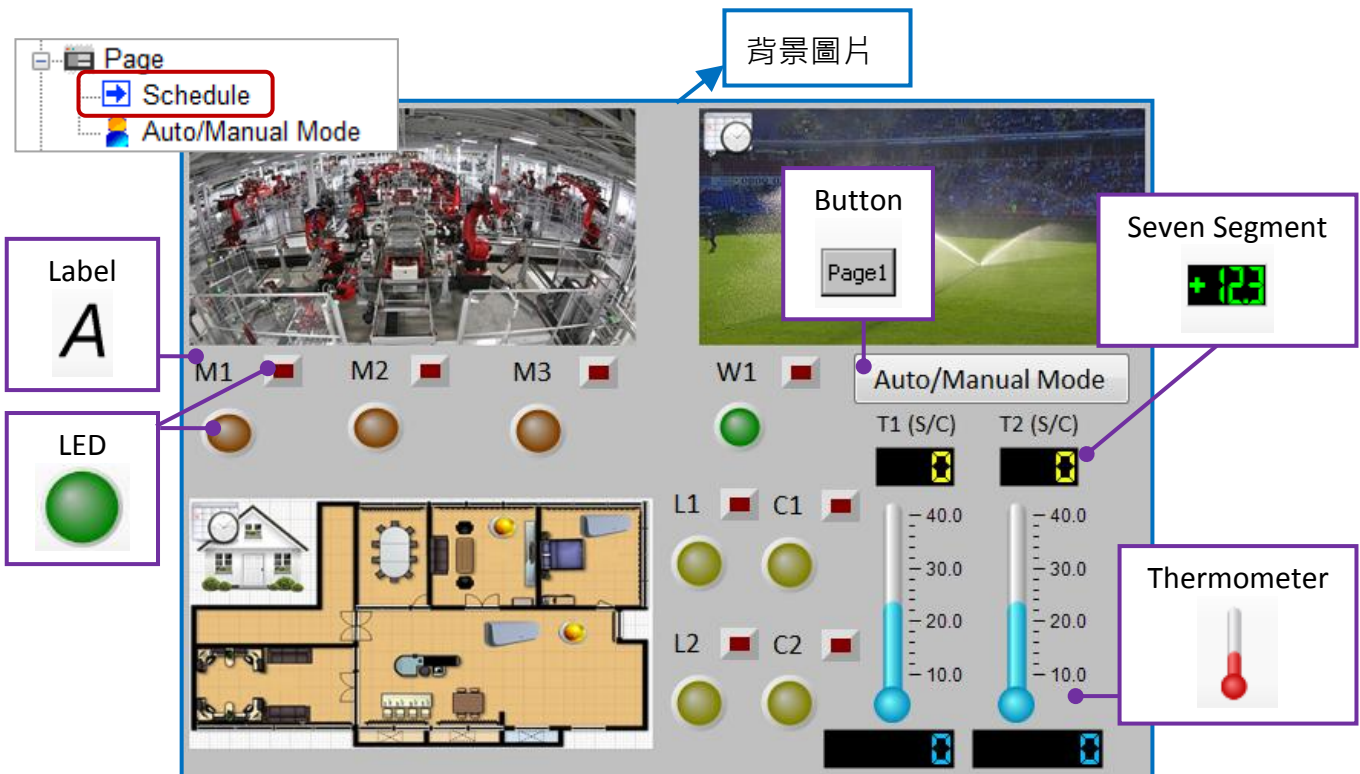 Page
Schedule
Auto/Manual Mode
背景圖片
Label
A
LED
Button
Page1
Seven Segment
+12.3
Thermometer
M1
M2
M3
W1
Auto/Manual Mode
T1 (S/C)
T2 (S/C)
0
0
L1
C1
L2
C2
40.0
30.0
20.0
10.0
40.0
30.0
20.0
10.0
0
0